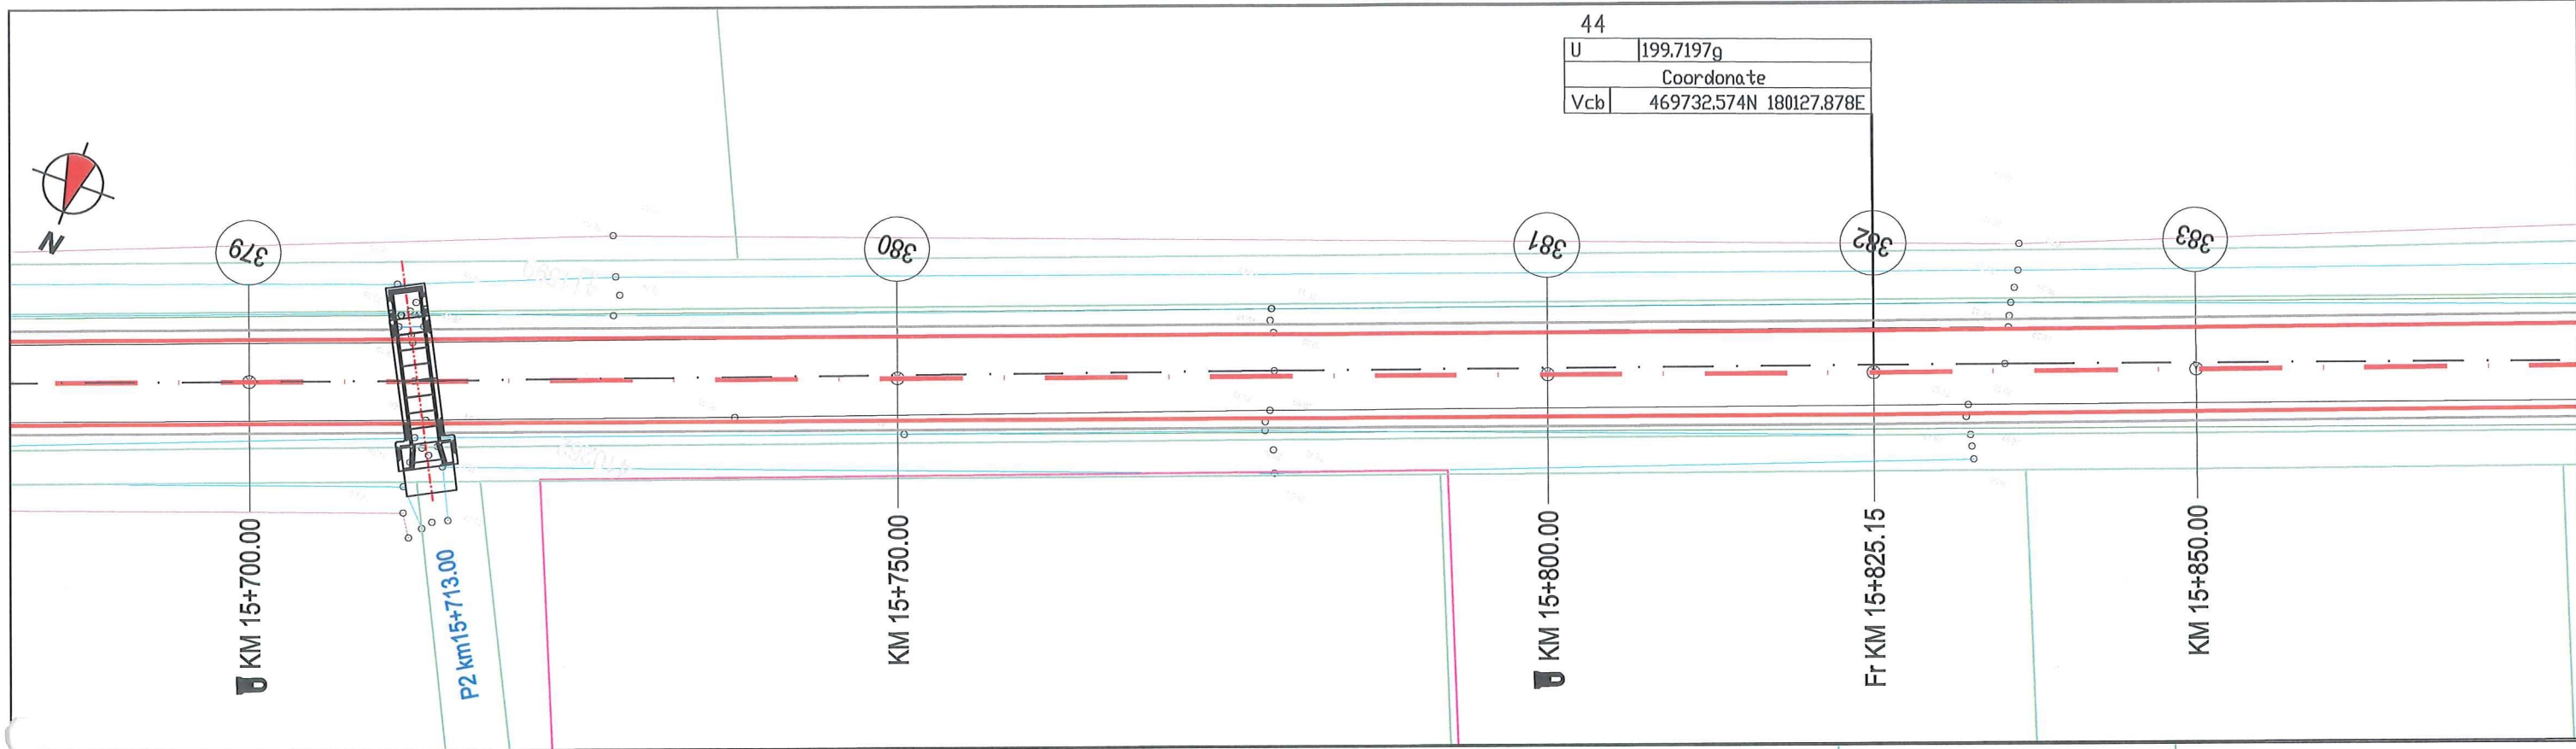 44
U 199.7197g
Coordonate
Vcb 469732.574N 180127.878E
N
379
380
381
382
383
KM 15+700.00
P2 km15+713.00
KM 15+750.00
KM 15+800.00
Fr KM 15+825.15
KM 15+850.00